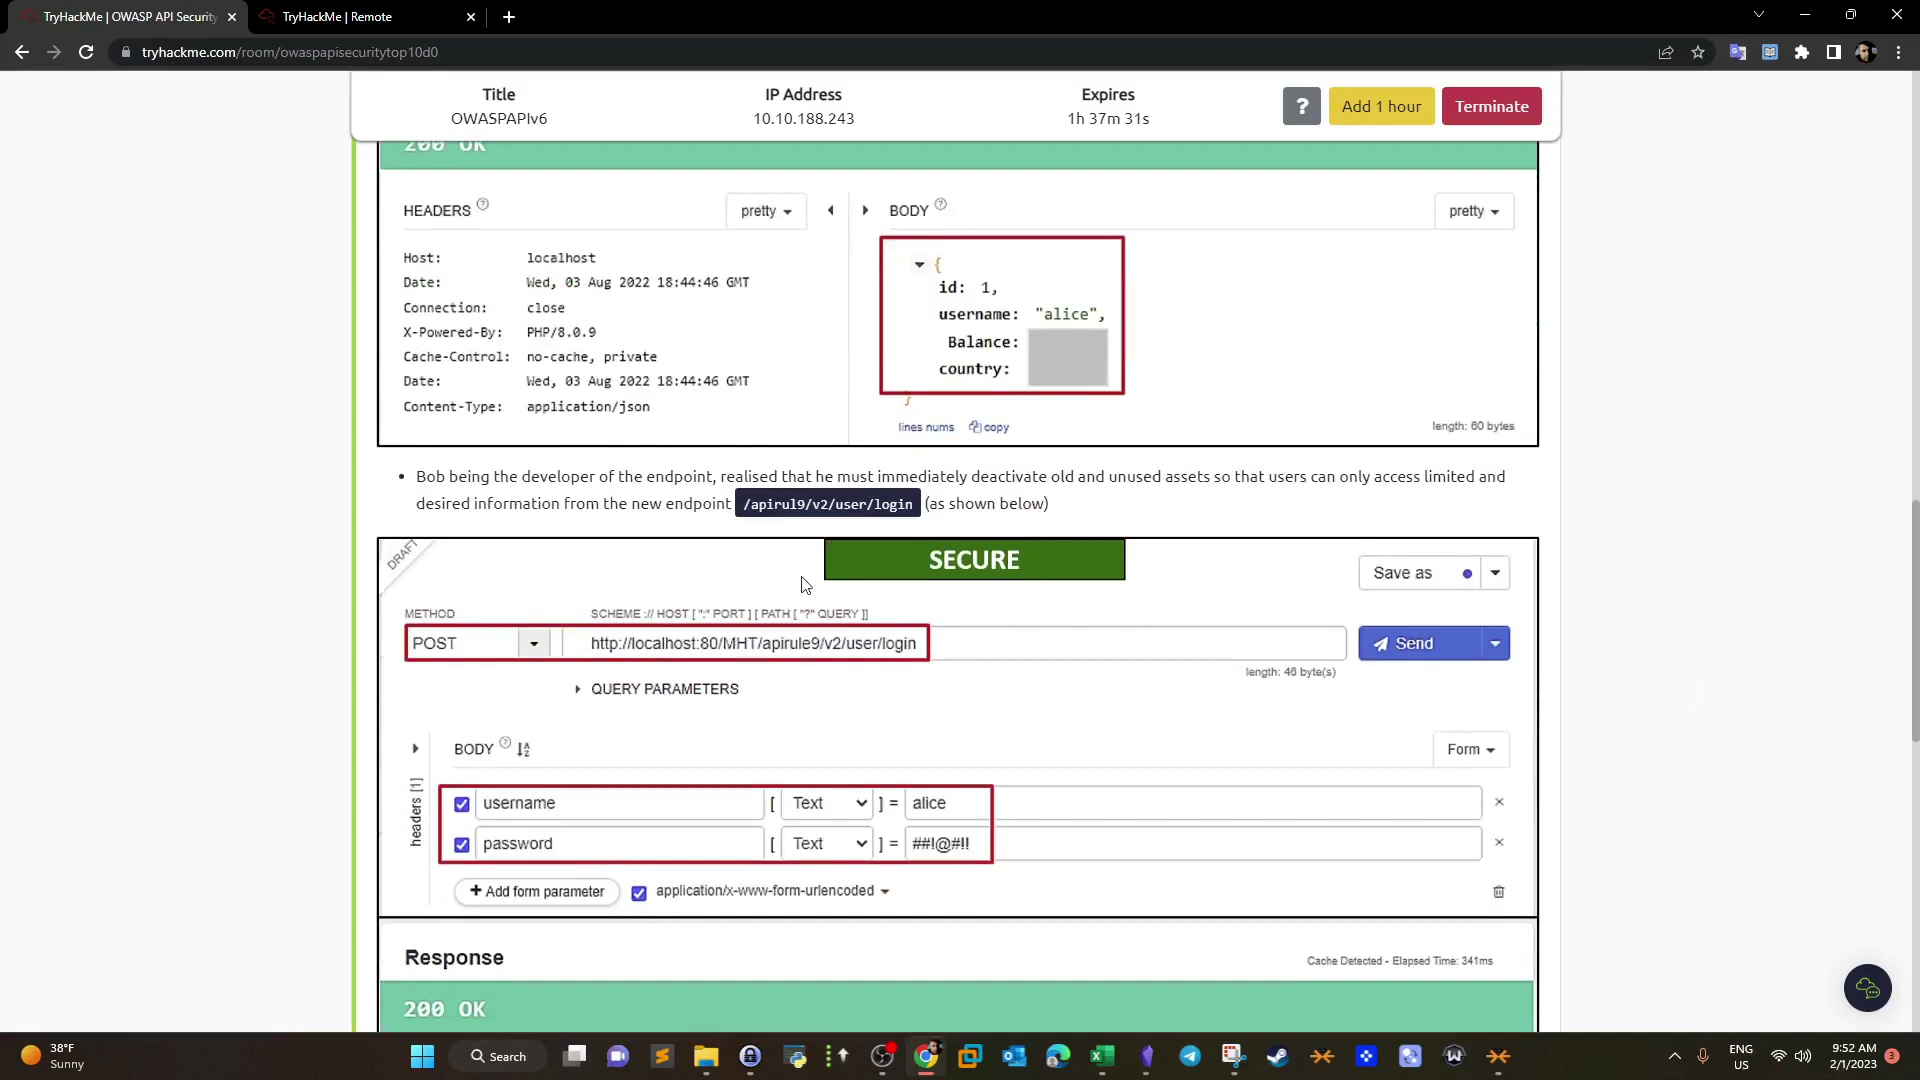 TryHackMe | OWASP API Security
TryHackMe | Remote
tryhackme.com/room/owaspapisecuritytop10d0
Title
OWASPAPIv6
IP Address
10.10.188.243
Expires
1h 37m 31s
?
Add 1 hour
Terminate
200 OK
HEADERS
pretty
BODY
pretty
Host: localhost
Date: Wed, 03 Aug 2022 18:44:46 GMT
Connection: close
X-Powered-By: PHP/8.0.9
Cache-Control: no-cache, private
Date: Wed, 03 Aug 2022 18:44:46 GMT
Content-Type: application/json
{
id: 1,
username: "alice",
Balance:
country:
}
lines nums
copy
length: 60 bytes
• Bob being the developer of the endpoint, realised that he must immediately deactivate old and unused assets so that users can only access limited and
desired information from the new endpoint /apirul9/v2/user/login (as shown below)
DRAFT
SECURE
Save as
METHOD
SCHEME :// HOST [ ":" PORT ] [ PATH [ "?" QUERY ]]
POST
http://localhost:80/MHT/apirule9/v2/user/login
Send
length: 46 byte(s)
QUERY PARAMETERS
headers [1]
BODY
Form
username [ Text ] = alice
password [ Text ] = ##!@#!!
+ Add form parameter
application/x-www-form-urlencoded
Response
Cache Detected - Elapsed Time: 341ms
200 OK
38°F
Sunny
Search
ENG
US
9:52 AM
2/1/2023
3